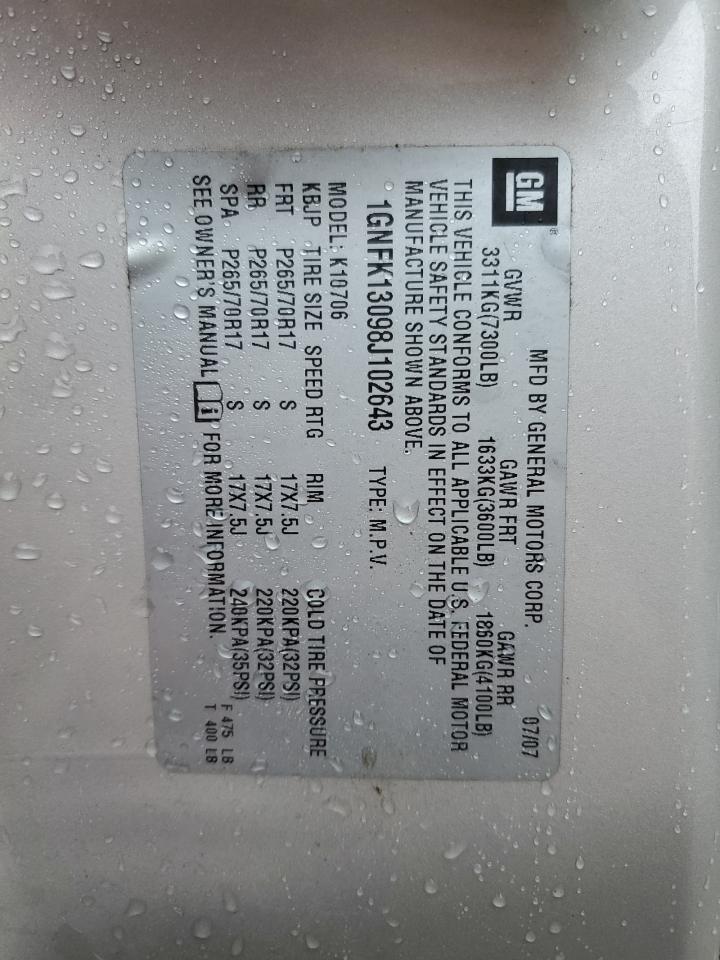 GM®
MFD BY GENERAL MOTORS CORP. 07/07
GVWR GAWR FRT GAWR RR
3311KG(7300LB) 1633KG(3600LB) 1860KG(4100LB)
THIS VEHICLE CONFORMS TO ALL APPLICABLE U.S. FEDERAL MOTOR
VEHICLE SAFETY STANDARDS IN EFFECT ON THE DATE OF
MANUFACTURE SHOWN ABOVE.
1GNFK13098J102643 TYPE: M.P.V.
MODEL: K10706
KBJP TIRE SIZE SPEED RTG RIM COLD TIRE PRESSURE
FRT P265/70R17 S 17X7.5J 220KPA(32PSI)
RR P265/70R17 S 17X7.5J 220KPA(32PSI)
SPA P265/70R17 S 17X7.5J 240KPA(35PSI)
SEE OWNER'S MANUAL FOR MORE INFORMATION.
F 475 LB
T 400 LB